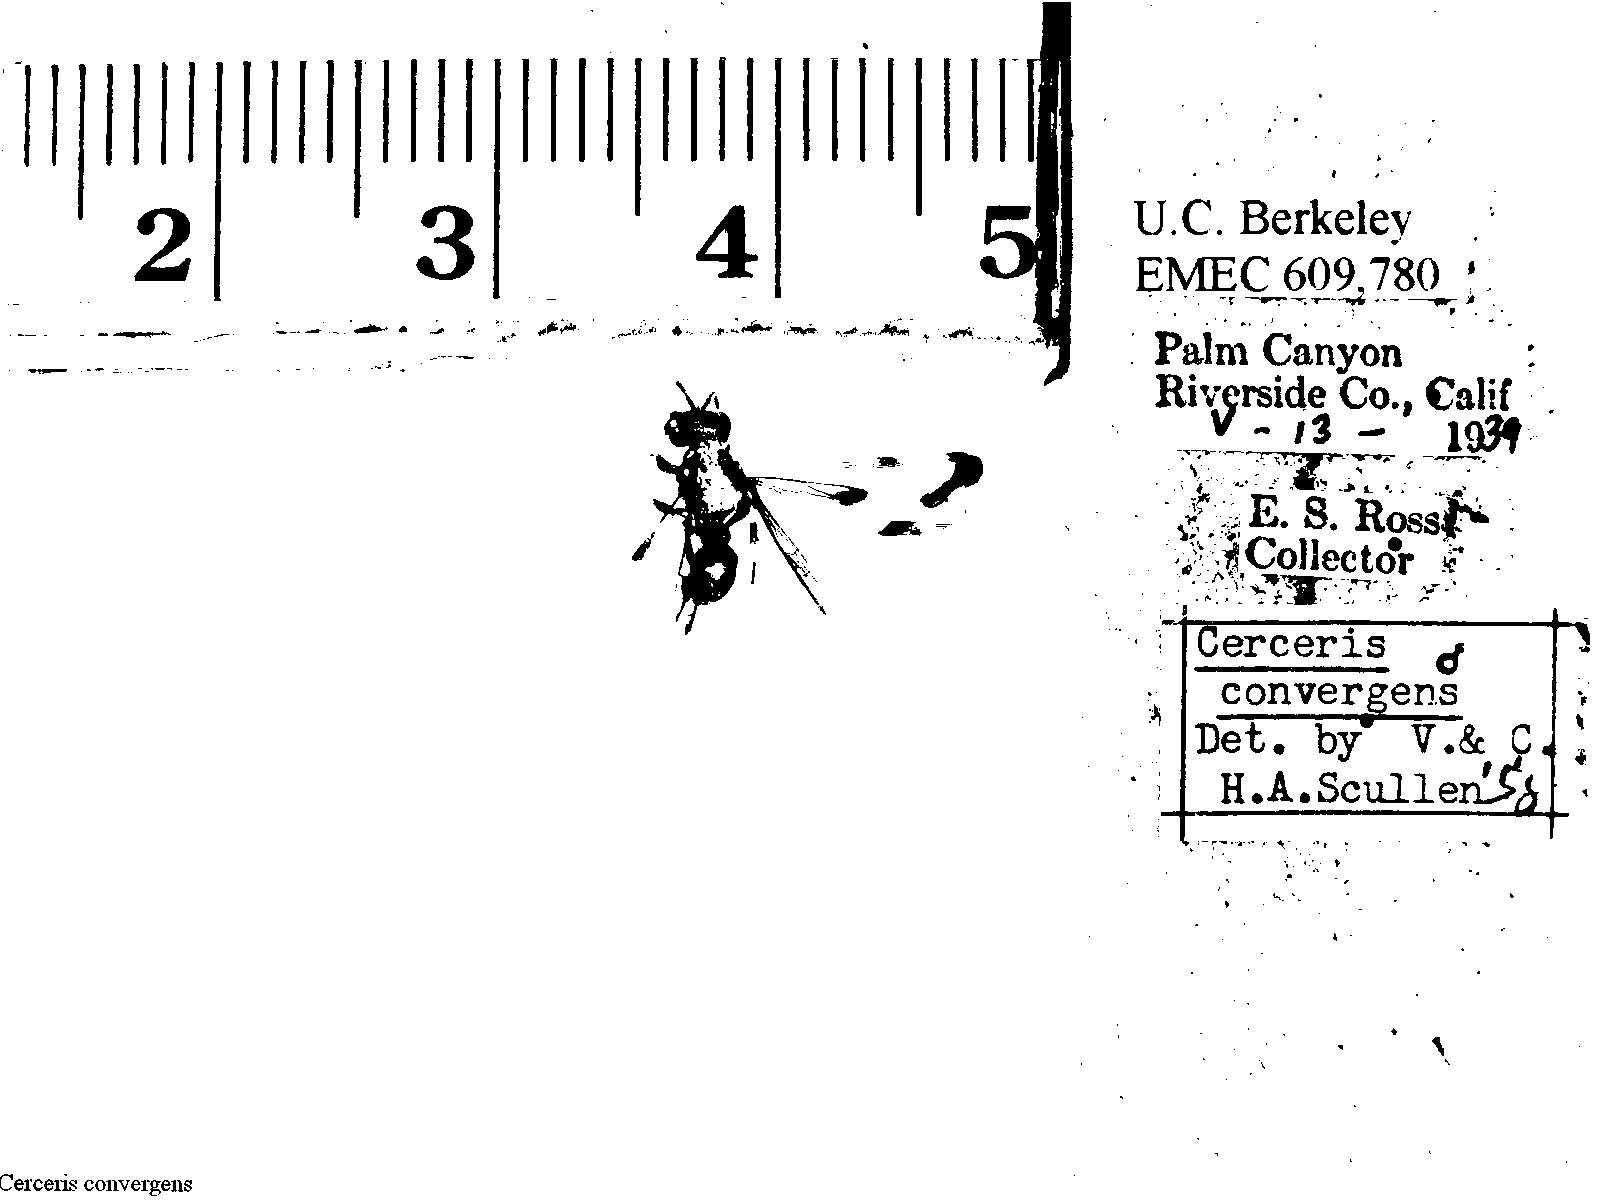 2 3 4 5
U.C. Berkeley
EMEC 609,780
Palm Canyon
Riverside Co., Calif
V - 13 - 1939
E. S. Ross
Collector
Cerceris ♂
convergens
Det. by V.& C.
H.A.Scullen '58
Cerceris convergens